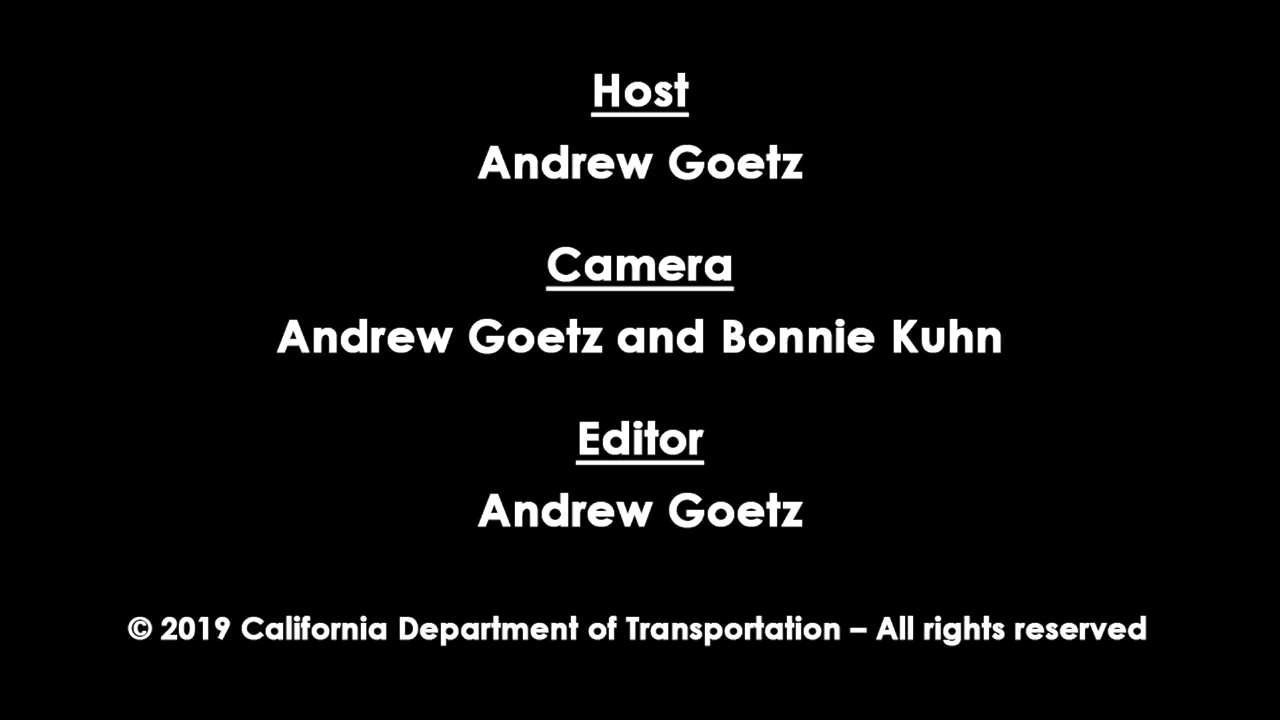 Host
Andrew Goetz
Camera
Andrew Goetz and Bonnie Kuhn
Editor
Andrew Goetz
© 2019 California Department of Transportation – All rights reserved